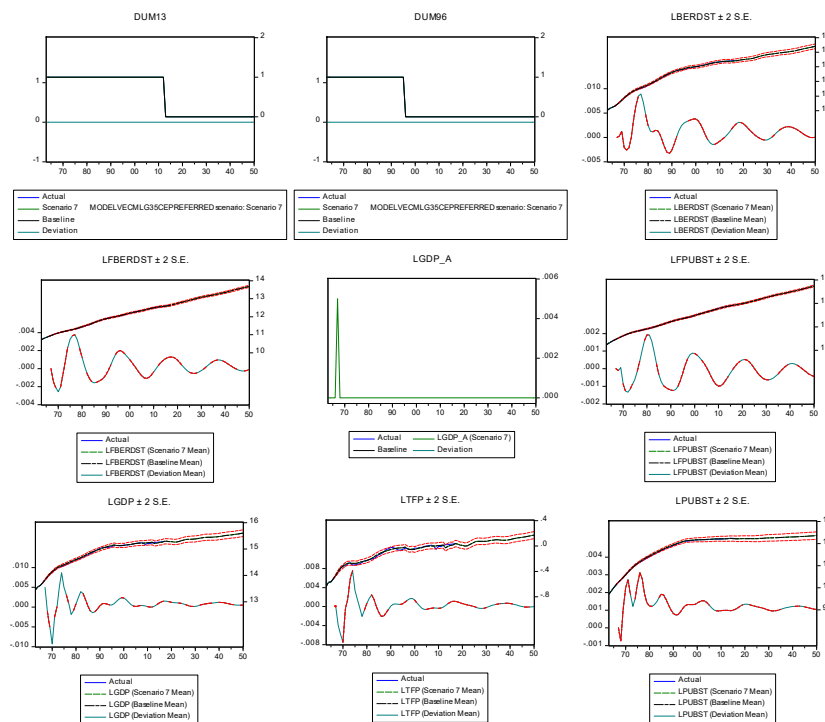 DUM13
2
1
0
1
0
-1
70 80 90 00 10 20 30 40 50
Actual
Scenario 7 MODELVECMLG35CEPREFERRED scenario: Scenario 7
Baseline
Deviation
DUM96
2
1
0
1
0
-1
70 80 90 00 10 20 30 40 50
Actual
Scenario 7 MODELVECMLG35CEPREFERRED scenario: Scenario 7
Baseline
Deviation
LBERDST ± 2 S.E.
.010
.005
.000
-.005
70 80 90 00 10 20 30 40 50
Actual
LBERDST (Scenario 7 Mean)
LBERDST (Baseline Mean)
LBERDST (Deviation Mean)
LFBERDST ± 2 S.E.
14
13
12
11
10
.004
.002
.000
-.002
-.004
70 80 90 00 10 20 30 40 50
Actual
LFBERDST (Scenario 7 Mean)
LFBERDST (Baseline Mean)
LFBERDST (Deviation Mean)
LGDP_A
.006
.004
.002
.000
70 80 90 00 10 20 30 40 50
Actual LGDP_A (Scenario 7)
Baseline Deviation
LFPUBST ± 2 S.E.
.002
.001
.000
-.001
-.002
70 80 90 00 10 20 30 40 50
Actual
LFPUBST (Scenario 7 Mean)
LFPUBST (Baseline Mean)
LFPUBST (Deviation Mean)
LGDP ± 2 S.E.
16
15
14
13
.010
.005
.000
-.005
-.010
70 80 90 00 10 20 30 40 50
Actual
LGDP (Scenario 7 Mean)
LGDP (Baseline Mean)
LGDP (Deviation Mean)
LTFP ± 2 S.E.
.4
.0
-.4
-.8
.008
.004
.000
-.004
-.008
70 80 90 00 10 20 30 40 50
Actual
LTFP (Scenario 7 Mean)
LTFP (Baseline Mean)
LTFP (Deviation Mean)
LPUBST ± 2 S.E.
9
.004
.003
.002
.001
.000
-.001
70 80 90 00 10 20 30 40 50
Actual
LPUBST (Scenario 7 Mean)
LPUBST (Baseline Mean)
LPUBST (Deviation Mean)